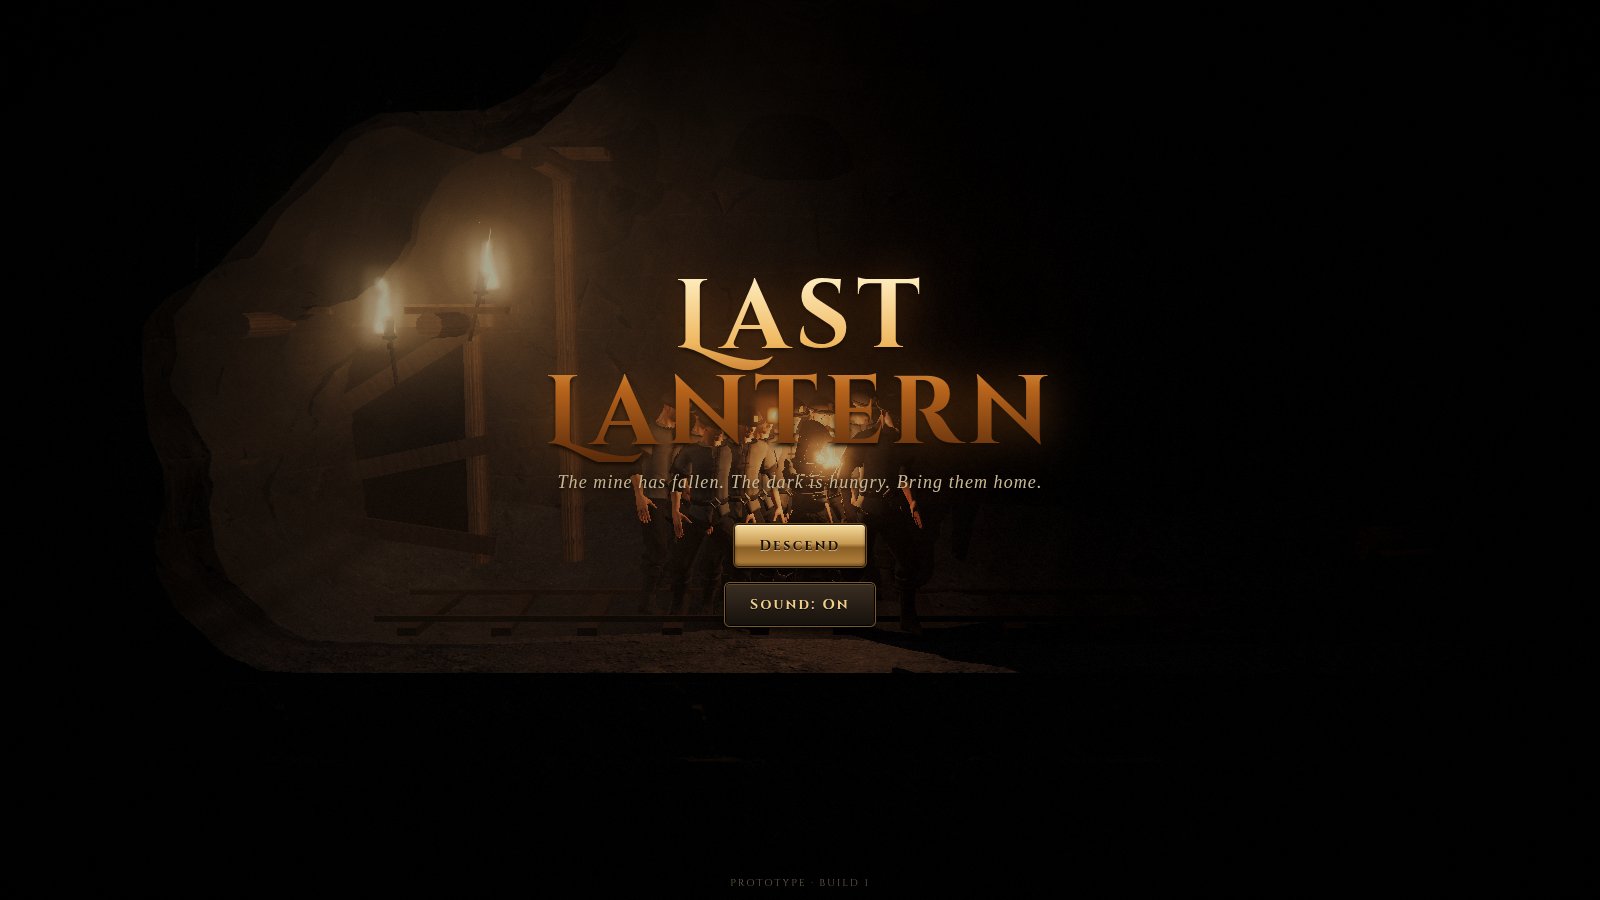 Last
Lantern
The mine has fallen. The dark is hungry. Bring them home.
Descend
Sound: On
PROTOTYPE · BUILD 1